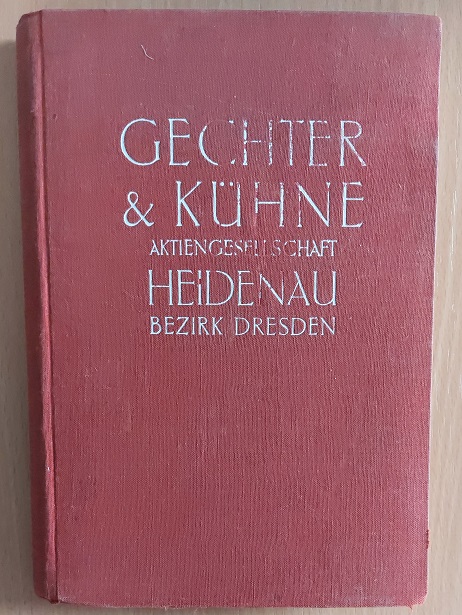 GECHTER
& KÜHNE
AKTIENGESELLSCHAFT
HEIDENAU
BEZIRK DRESDEN